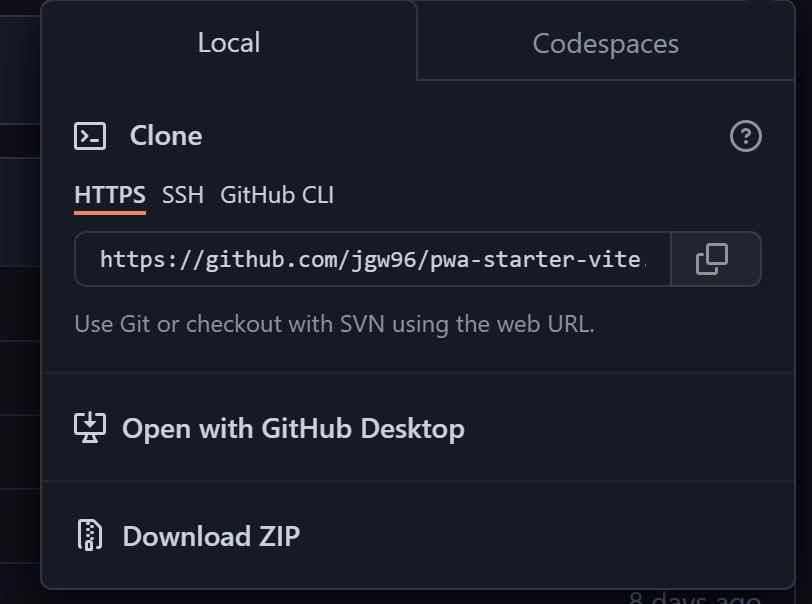 Local
Codespaces
Clone
HTTPS SSH GitHub CLI
https://github.com/jgw96/pwa-starter-vite.
Use Git or checkout with SVN using the web URL.
Open with GitHub Desktop
Download ZIP
8 days ago